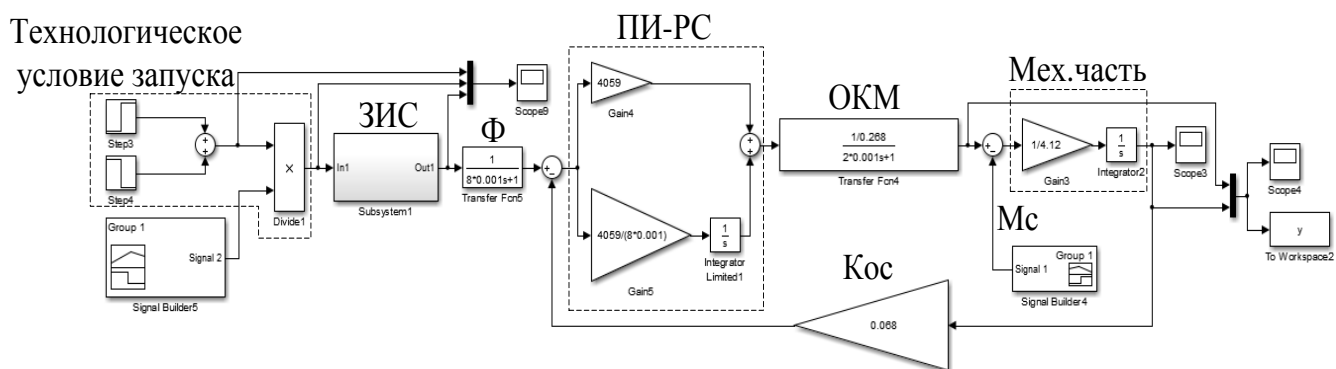 Технологическое
условие запуска
Step3
Step4
+
+
×
Divide1
Group 1
Signal 2
Signal Builder5
ЗИС
In1
Out1
Subsystem1
Scope9
Ф
1
8*0.001s+1
Transfer Fcn5
+
−
ПИ-РС
4059
Gain4
4059/(8*0.001)
Gain5
1
s
Integrator
Limited1
+
+
ОКМ
1/0.268
2*0.001s+1
Transfer Fcn4
+
−
Мех.часть
1/4.12
Gain3
1
s
Integrator2
Scope3
Мс
Group 1
Signal 1
Signal Builder4
Scope4
y
To Workspace2
Кос
0.068